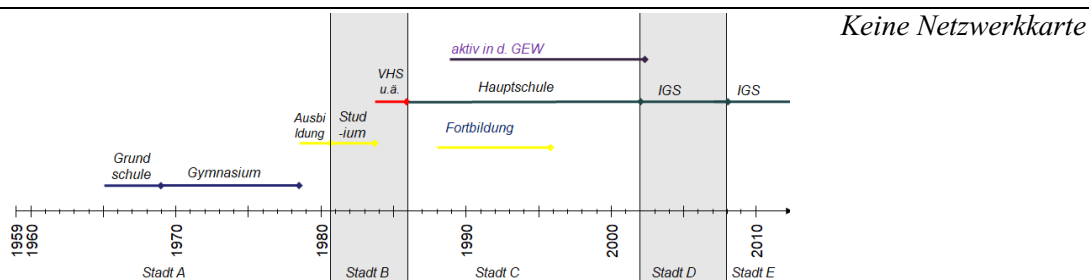 Keine Netzwerkkarte
aktiv in d. GEW
VHS
u.ä.
Hauptschule
IGS
IGS
Ausbi
ldung
Stud
-ium
Fortbildung
Grund
schule
Gymnasium
1959
1960
1970
1980
1990
2000
2010
Stadt A
Stadt B
Stadt C
Stadt D
Stadt E